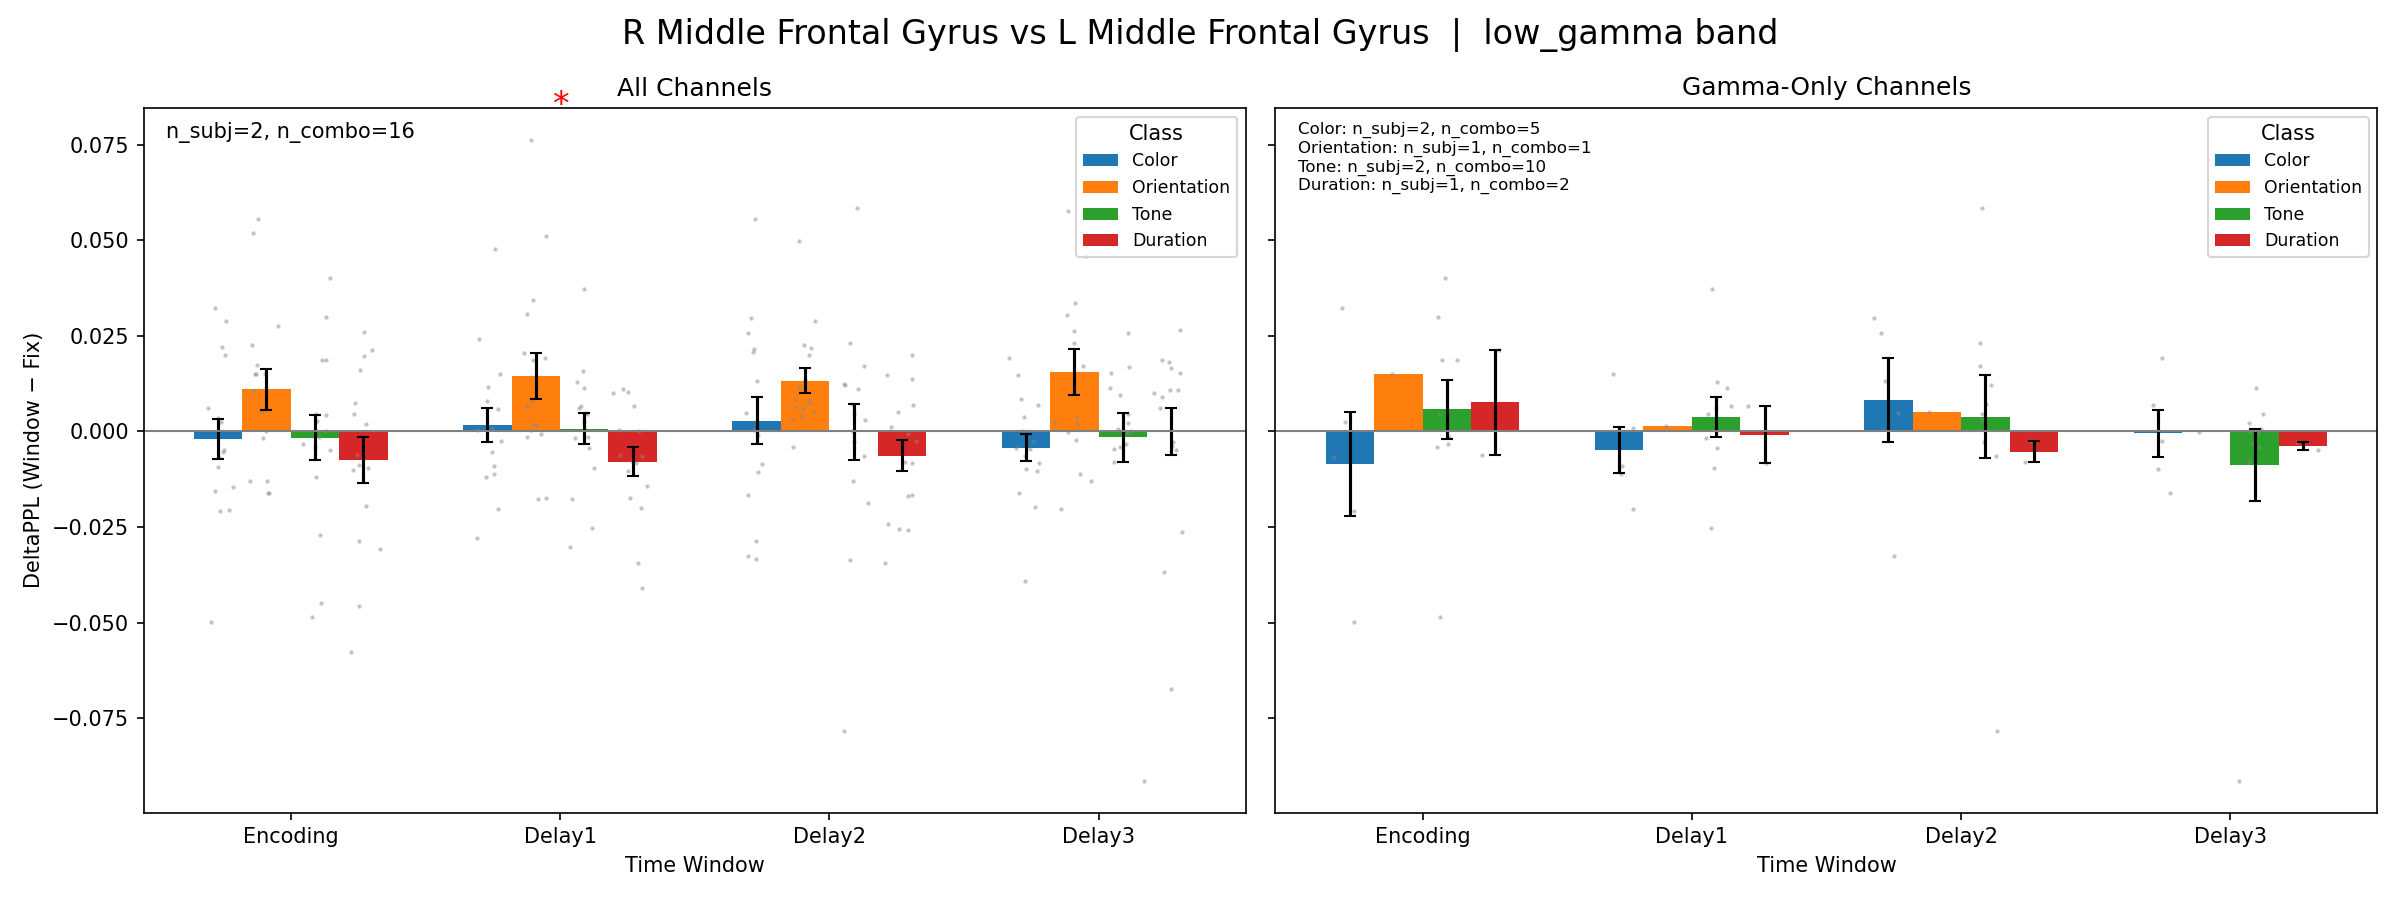 R Middle Frontal Gyrus vs L Middle Frontal Gyrus | low_gamma band
All Channels
*
n_subj=2, n_combo=16
Class
Color
Orientation
Tone
Duration
0.075
0.050
0.025
0.000
−0.025
−0.050
−0.075
DeltaPPL (Window − Fix)
Encoding
Delay1
Delay2
Delay3
Time Window
Gamma-Only Channels
Color: n_subj=2, n_combo=5
Orientation: n_subj=1, n_combo=1
Tone: n_subj=2, n_combo=10
Duration: n_subj=1, n_combo=2
Class
Color
Orientation
Tone
Duration
Encoding
Delay1
Delay2
Delay3
Time Window